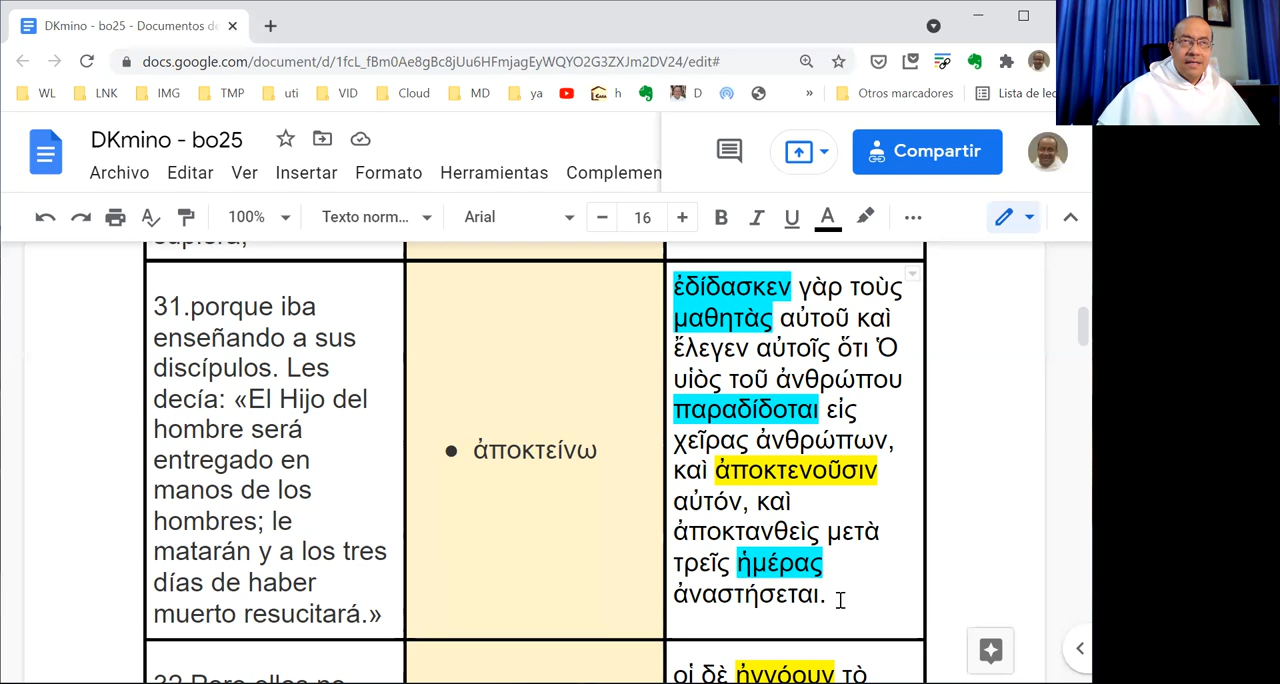 DKmino - bo25 - Documentos de
docs.google.com/document/d/1fcL_fBm0Ae8gBc8jUu6HFmjagEyWQYO2G3ZXJm2DV24/edit#
WL LNK IMG TMP uti VID Cloud MD ya h D » Otros marcadores Lista de lec
DKmino - bo25
Archivo Editar Ver Insertar Formato Herramientas Complemen
Compartir
100% Texto norm... Arial 16 B I U A
31.porque iba
enseñando a sus
discípulos. Les
decía: «El Hijo del
hombre será
entregado en
manos de los
hombres; le
matarán y a los tres
días de haber
muerto resucitará.»
● ἀποκτείνω
ἐδίδασκεν γὰρ τοὺς
μαθητὰς αὐτοῦ καὶ
ἔλεγεν αὐτοῖς ὅτι Ὁ
υἱὸς τοῦ ἀνθρώπου
παραδίδοται εἰς
χεῖρας ἀνθρώπων,
καὶ ἀποκτενοῦσιν
αὐτόν, καὶ
ἀποκτανθεὶς μετὰ
τρεῖς ἡμέρας
ἀναστήσεται.
οἱ δὲ ἠγνόουν τὸ